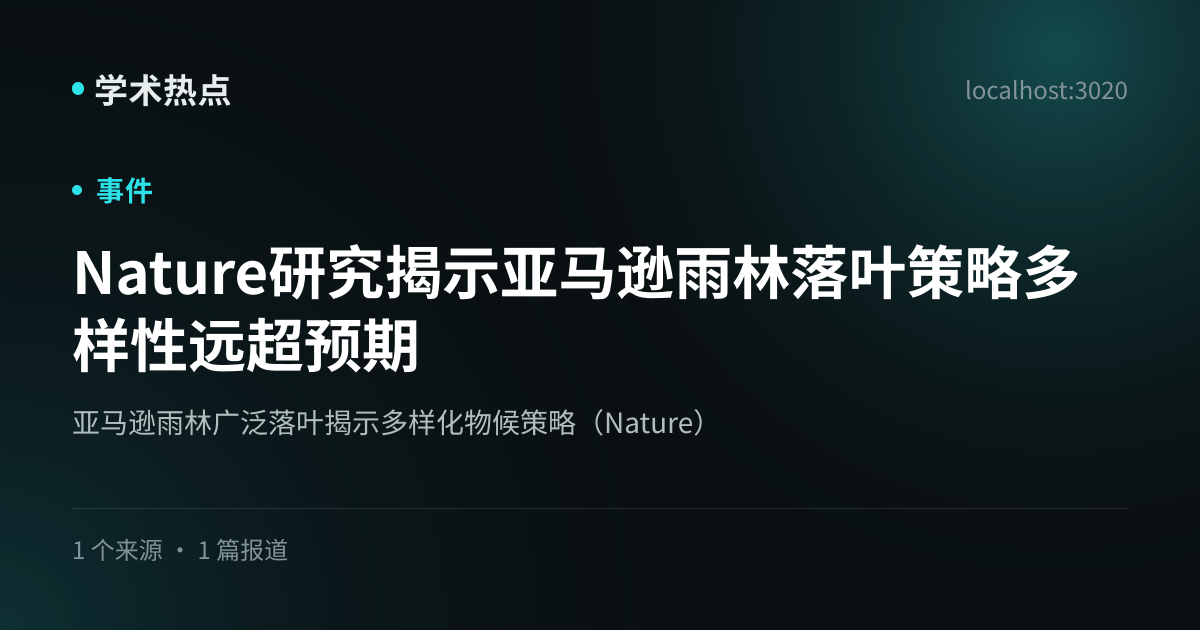 学术热点
localhost:3020
事件
Nature研究揭示亚马逊雨林落叶策略多
样性远超预期
亚马逊雨林广泛落叶揭示多样化物候策略（Nature）
1 个来源 · 1 篇报道